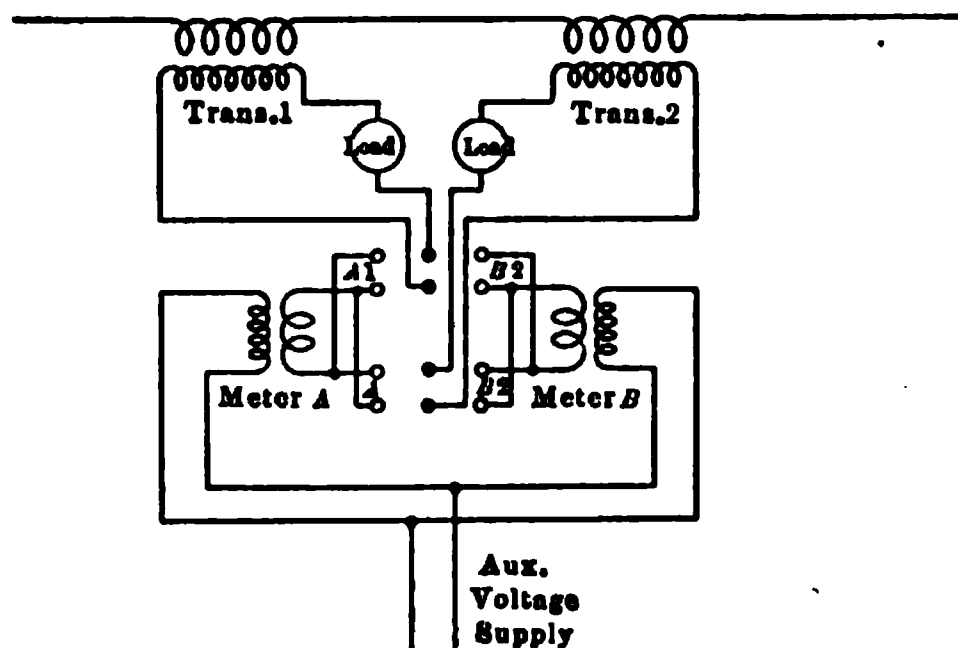 Trans.1
Trans.2
Load
Load
A1
B2
Meter A
A
B2
Meter B
Aux.
Voltage
Supply